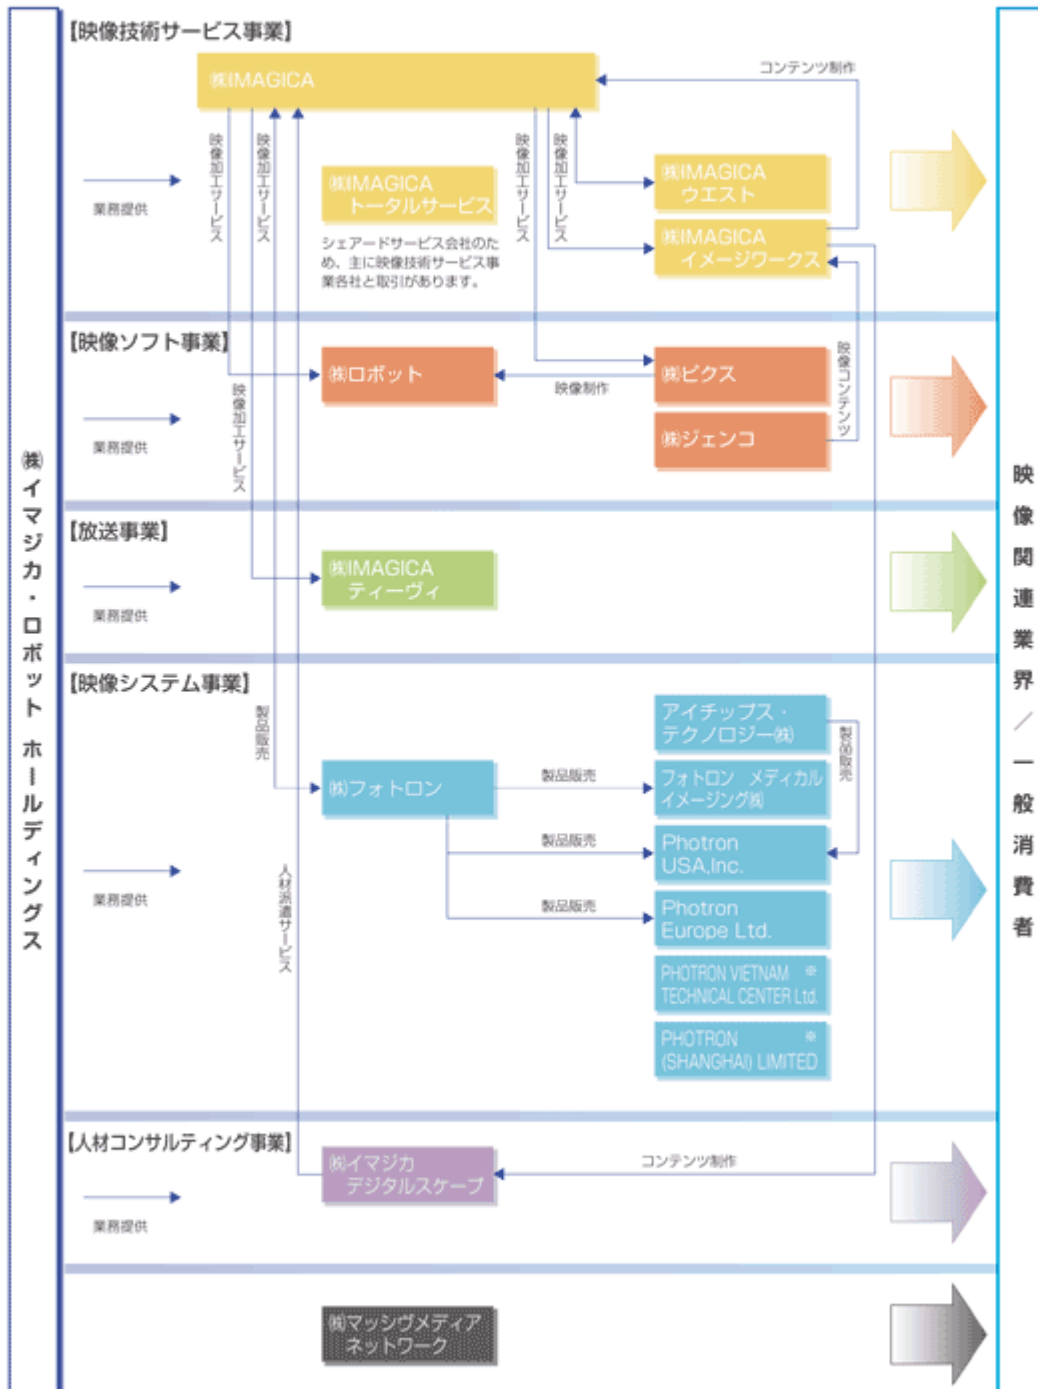 ㈱イマジカ・ロボット ホールディングス
【映像技術サービス事業】
㈱IMAGICA
コンテンツ制作
映像加工サービス
映像加工サービス
映像加工サービス
映像加工サービス
業務提供
㈱IMAGICA
トータルサービス
シェアードサービス会社のた
め、主に映像技術サービス事
業各社と取引があります。
㈱IMAGICA
ウエスト
㈱IMAGICA
イメージワークス
【映像ソフト事業】
㈱ロボット
映像制作
㈱ピクス
映像コンテンツ
㈱ジェンコ
映像加工サービス
業務提供
【放送事業】
㈱IMAGICA
ティーヴィ
業務提供
【映像システム事業】
製品販売
アイチップス・
テクノロジー㈱
製品販売
㈱フォトロン
製品販売
フォトロン メディカル
イメージング㈱
製品販売
Photron
USA,Inc.
製品販売
Photron
Europe Ltd.
人材派遣サービス
業務提供
PHOTRON VIETNAM ※
TECHNICAL CENTER Ltd.
PHOTRON ※
(SHANGHAI) LIMITED
【人材コンサルティング事業】
㈱イマジカ
デジタルスケープ
コンテンツ制作
業務提供
㈱マッシヴメディア
ネットワーク
映像関連業界／一般消費者